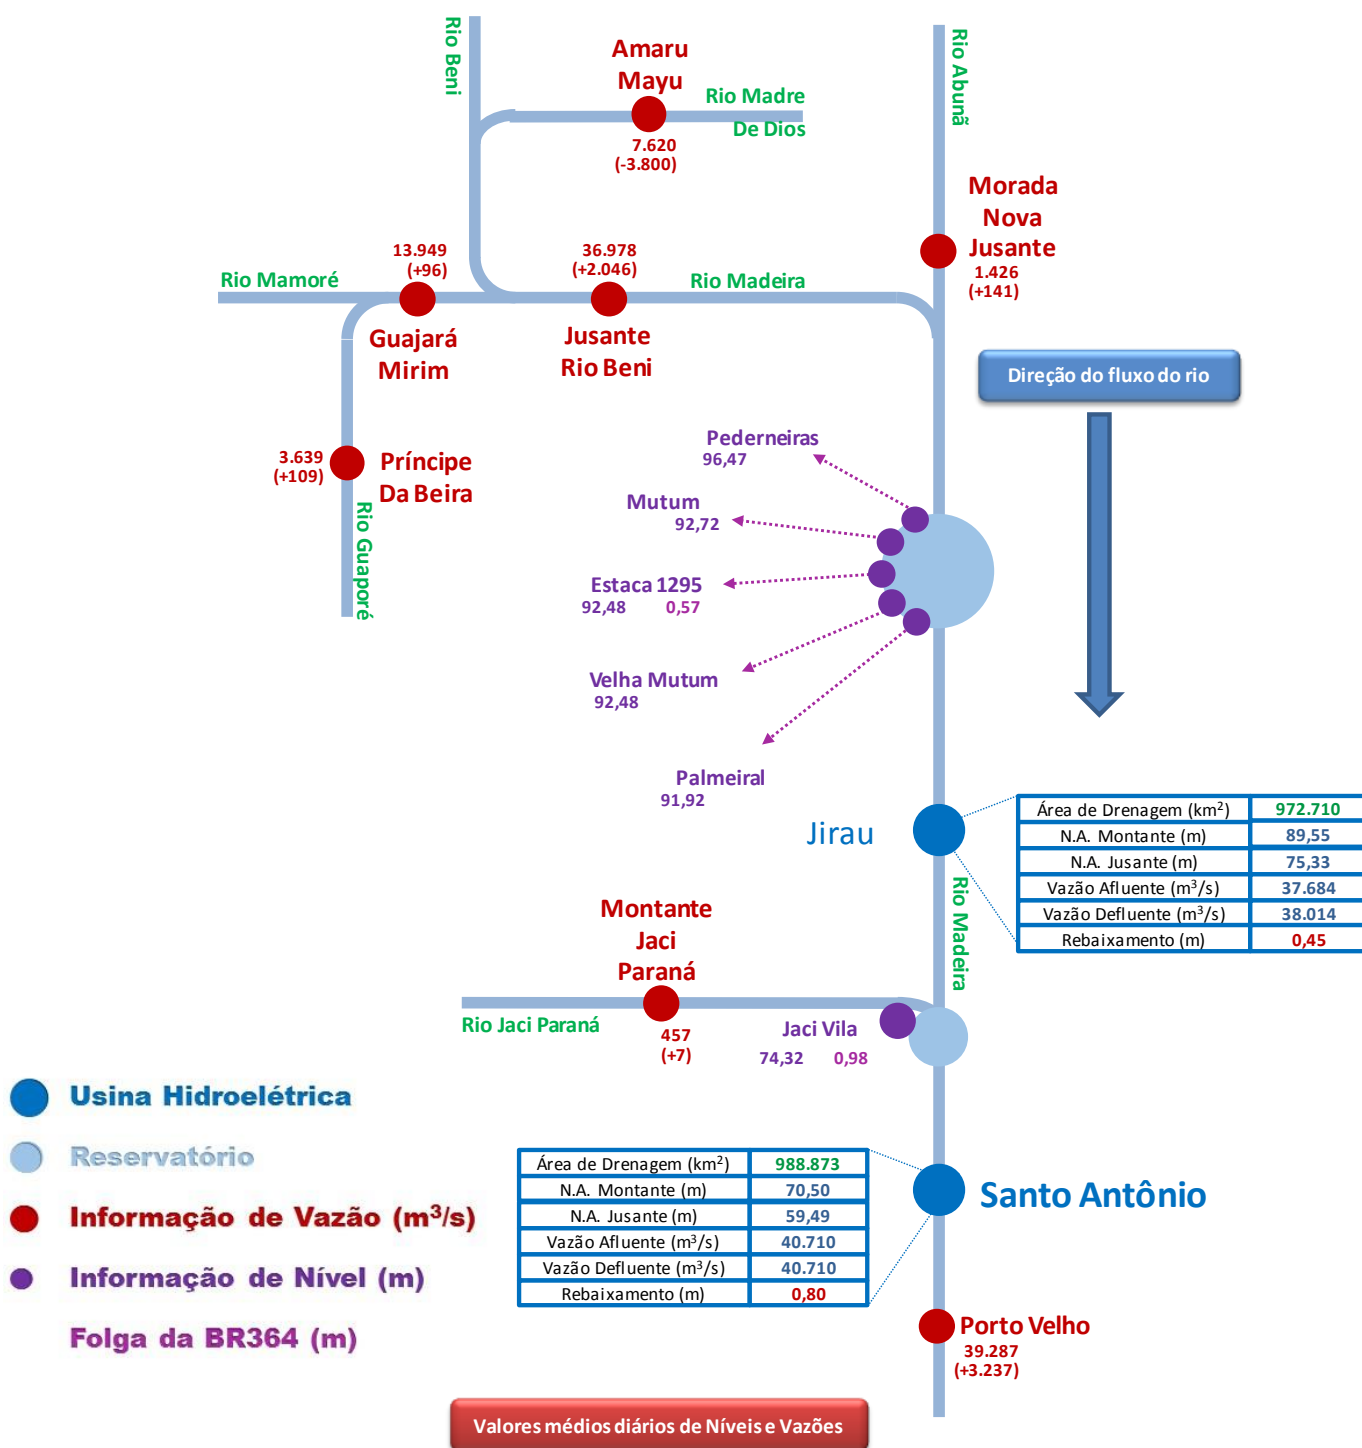 Rio Beni
Amaru
Mayu
Rio Madre
De Dios
7.620
(-3.800)
Rio Abunã
Morada
Nova
Jusante
1.426
(+141)
13.949
(+96)
36.978
(+2.046)
Rio Mamoré
Rio Madeira
Guajará
Mirim
Jusante
Rio Beni
Direção do fluxo do rio
3.639
(+109)
Príncipe
Da Beira
Rio Guaporé
Pederneiras
96,47
Mutum
92,72
Estaca 1295
92,48 0,57
Velha Mutum
92,48
Palmeiral
91,92
Jirau
Área de Drenagem (km²) 972.710
N.A. Montante (m) 89,55
N.A. Jusante (m) 75,33
Vazão Afluente (m³/s) 37.684
Vazão Defluente (m³/s) 38.014
Rebaixamento (m) 0,45
Rio Madeira
Montante
Jaci
Paraná
Rio Jaci Paraná
457
(+7)
Jaci Vila
74,32 0,98
Usina Hidroelétrica
Reservatório
Informação de Vazão (m³/s)
Informação de Nível (m)
Folga da BR364 (m)
Área de Drenagem (km²) 988.873
N.A. Montante (m) 70,50
N.A. Jusante (m) 59,49
Vazão Afluente (m³/s) 40.710
Vazão Defluente (m³/s) 40.710
Rebaixamento (m) 0,80
Santo Antônio
Porto Velho
39.287
(+3.237)
Valores médios diários de Níveis e Vazões